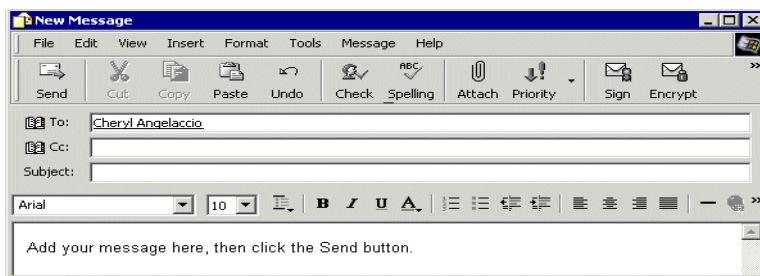 New Message
File Edit View Insert Format Tools Message Help
ABC
Send Cut Copy Paste Undo Check Spelling Attach Priority Sign Encrypt »
To: Cheryl Angelaccio
Cc:
Subject:
Arial 10 B I U A »
Add your message here, then click the Send button.